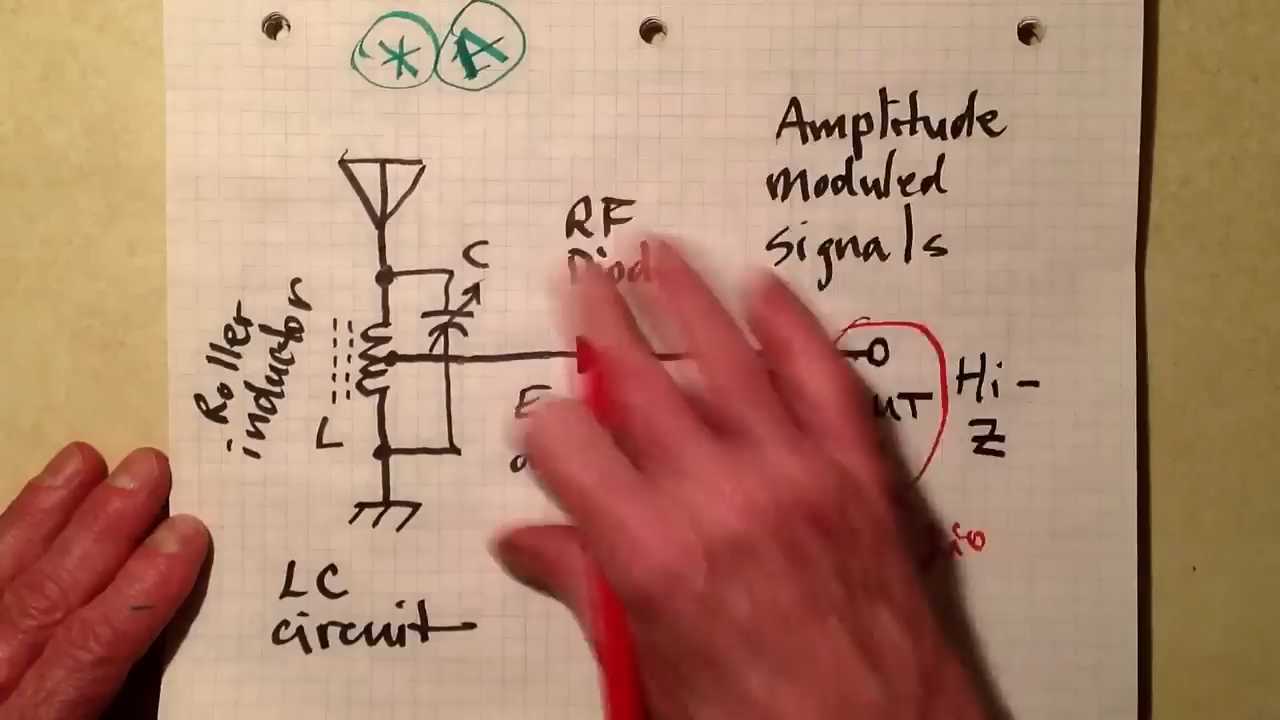 * A
Amplitude
moduled
signals
RF
C
Roller
inductor
L
Hi-
Z
LC
circuit